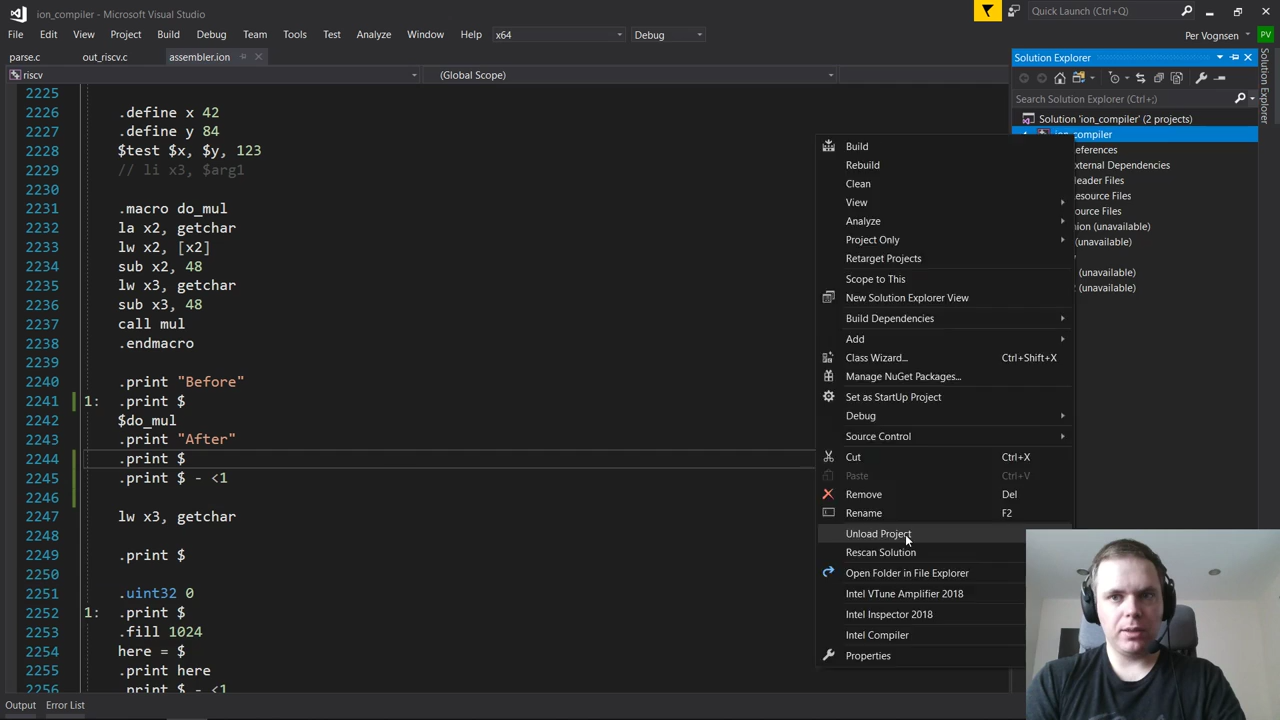 ion_compiler - Microsoft Visual Studio
Quick Launch (Ctrl+Q)
File Edit View Project Build Debug Team Tools Test Analyze Window Help x64 Debug
Per Vognsen PV
parse.c out_riscv.c assembler.ion
riscv (Global Scope)
2225
2226 .define x 42
2227 .define y 84
2228 $test $x, $y, 123
2229 // li x3, $arg1
2230
2231 .macro do_mul
2232 la x2, getchar
2233 lw x2, [x2]
2234 sub x2, 48
2235 lw x3, getchar
2236 sub x3, 48
2237 call mul
2238 .endmacro
2239
2240 .print "Before"
2241 1: .print $
2242 $do_mul
2243 .print "After"
2244 .print $
2245 .print $ - <1
2246
2247 lw x3, getchar
2248
2249 .print $
2250
2251 .uint32 0
2252 1: .print $
2253 .fill 1024
2254 here = $
2255 .print here
2256 .print $ - <1
Build
Rebuild
Clean
View
Analyze
Project Only
Retarget Projects
Scope to This
New Solution Explorer View
Build Dependencies
Add
Class Wizard... Ctrl+Shift+X
Manage NuGet Packages...
Set as StartUp Project
Debug
Source Control
Cut Ctrl+X
Paste Ctrl+V
Remove Del
Rename F2
Unload Project
Rescan Solution
Open Folder in File Explorer
Intel VTune Amplifier 2018
Intel Inspector 2018
Intel Compiler
Properties
Solution Explorer
Search Solution Explorer (Ctrl+;)
Solution 'ion_compiler' (2 projects)
ion_compiler
eferences
xternal Dependencies
eader Files
esource Files
ource Files
nion (unavailable)
(unavailable)
(unavailable)
(unavailable)
Solution Explorer
Output Error List